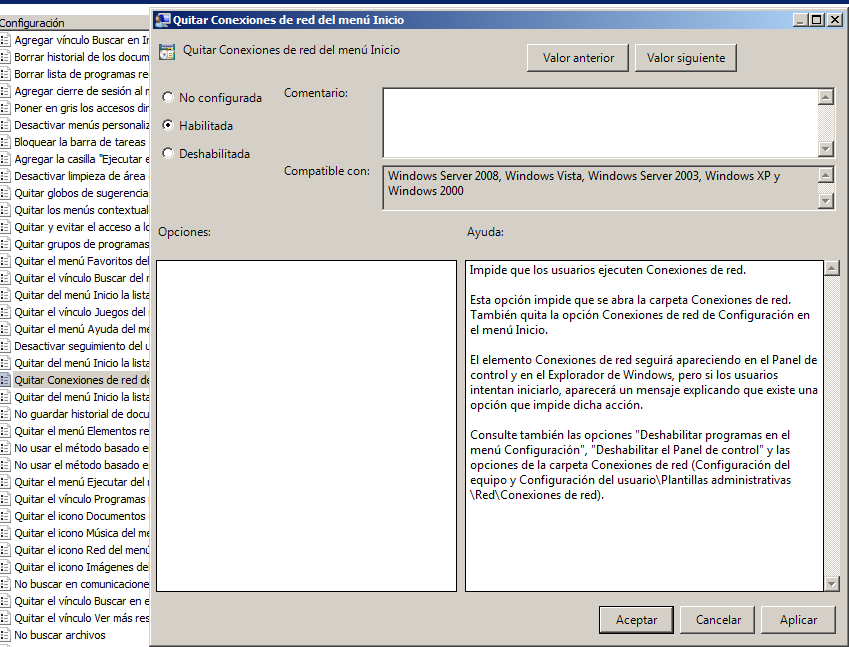 Configuración
Agregar vínculo Buscar en In
Borrar historial de los docum
Borrar lista de programas re
Agregar cierre de sesión al m
Poner en gris los accesos dir
Desactivar menús personaliz
Bloquear la barra de tareas
Agregar la casilla "Ejecutar e
Desactivar limpieza de área
Quitar globos de sugerencia
Quitar los menús contextual
Quitar y evitar el acceso a lo
Quitar grupos de programas
Quitar el menú Favoritos del
Quitar el vínculo Buscar del m
Quitar del menú Inicio la lista
Quitar el vínculo Juegos del
Quitar el menú Ayuda del me
Desactivar seguimiento del u
Quitar del menú Inicio la lista
Quitar Conexiones de red de
Quitar del menú Inicio la lista
No guardar historial de docu
Quitar el menú Elementos re
No usar el método basado e
No usar el método basado e
Quitar el menú Ejecutar del
Quitar el vínculo Programas
Quitar el icono Documentos
Quitar el icono Música del me
Quitar el icono Red del menú
Quitar el icono Imágenes del
No buscar en comunicacione
Quitar el vínculo Buscar en e
Quitar el vínculo Ver más res
No buscar archivos
Quitar Conexiones de red del menú Inicio
Quitar Conexiones de red del menú Inicio
Valor anterior
Valor siguiente
No configurada
Habilitada
Deshabilitada
Comentario:
Compatible con:
Windows Server 2008, Windows Vista, Windows Server 2003, Windows XP y
Windows 2000
Opciones:
Ayuda:
Impide que los usuarios ejecuten Conexiones de red.
Esta opción impide que se abra la carpeta Conexiones de red.
También quita la opción Conexiones de red de Configuración en
el menú Inicio.
El elemento Conexiones de red seguirá apareciendo en el Panel de
control y en el Explorador de Windows, pero si los usuarios
intentan iniciarlo, aparecerá un mensaje explicando que existe una
opción que impide dicha acción.
Consulte también las opciones "Deshabilitar programas en el
menú Configuración", "Deshabilitar el Panel de control" y las
opciones de la carpeta Conexiones de red (Configuración del
equipo y Configuración del usuario\Plantillas administrativas
\Red\Conexiones de red).
Aceptar
Cancelar
Aplicar